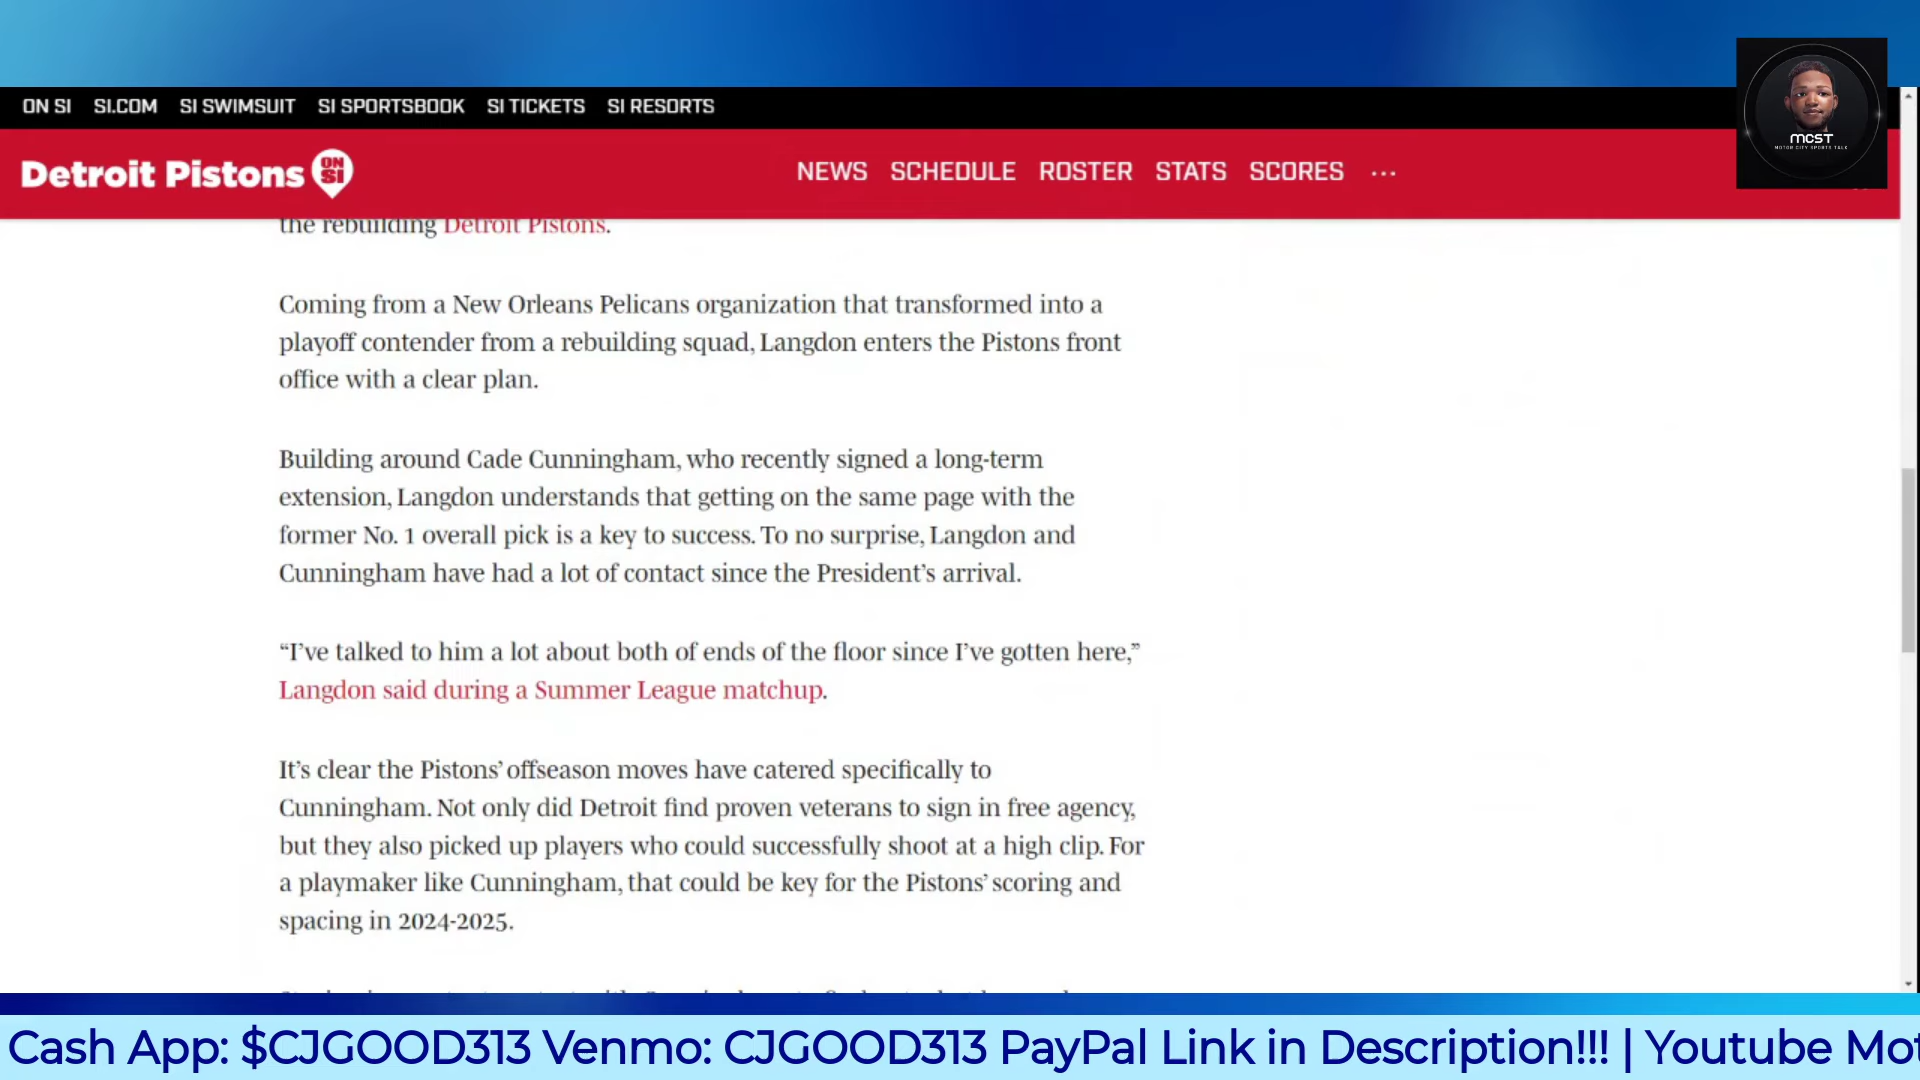 ON SI SI.COM SI SWIMSUIT SI SPORTSBOOK SI TICKETS SI RESORTS
MCST
MOTOR CITY SPORTS TALK
Detroit Pistons ON SI
NEWS SCHEDULE ROSTER STATS SCORES ...
the rebuilding Detroit Pistons.
Coming from a New Orleans Pelicans organization that transformed into a
playoff contender from a rebuilding squad, Langdon enters the Pistons front
office with a clear plan.
Building around Cade Cunningham, who recently signed a long-term
extension, Langdon understands that getting on the same page with the
former No. 1 overall pick is a key to success. To no surprise, Langdon and
Cunningham have had a lot of contact since the President’s arrival.
“I’ve talked to him a lot about both of ends of the floor since I’ve gotten here,”
Langdon said during a Summer League matchup.
It’s clear the Pistons’ offseason moves have catered specifically to
Cunningham. Not only did Detroit find proven veterans to sign in free agency,
but they also picked up players who could successfully shoot at a high clip. For
a playmaker like Cunningham, that could be key for the Pistons’ scoring and
spacing in 2024-2025.
Cash App: $CJGOOD313 Venmo: CJGOOD313 PayPal Link in Description!!! | Youtube Mot